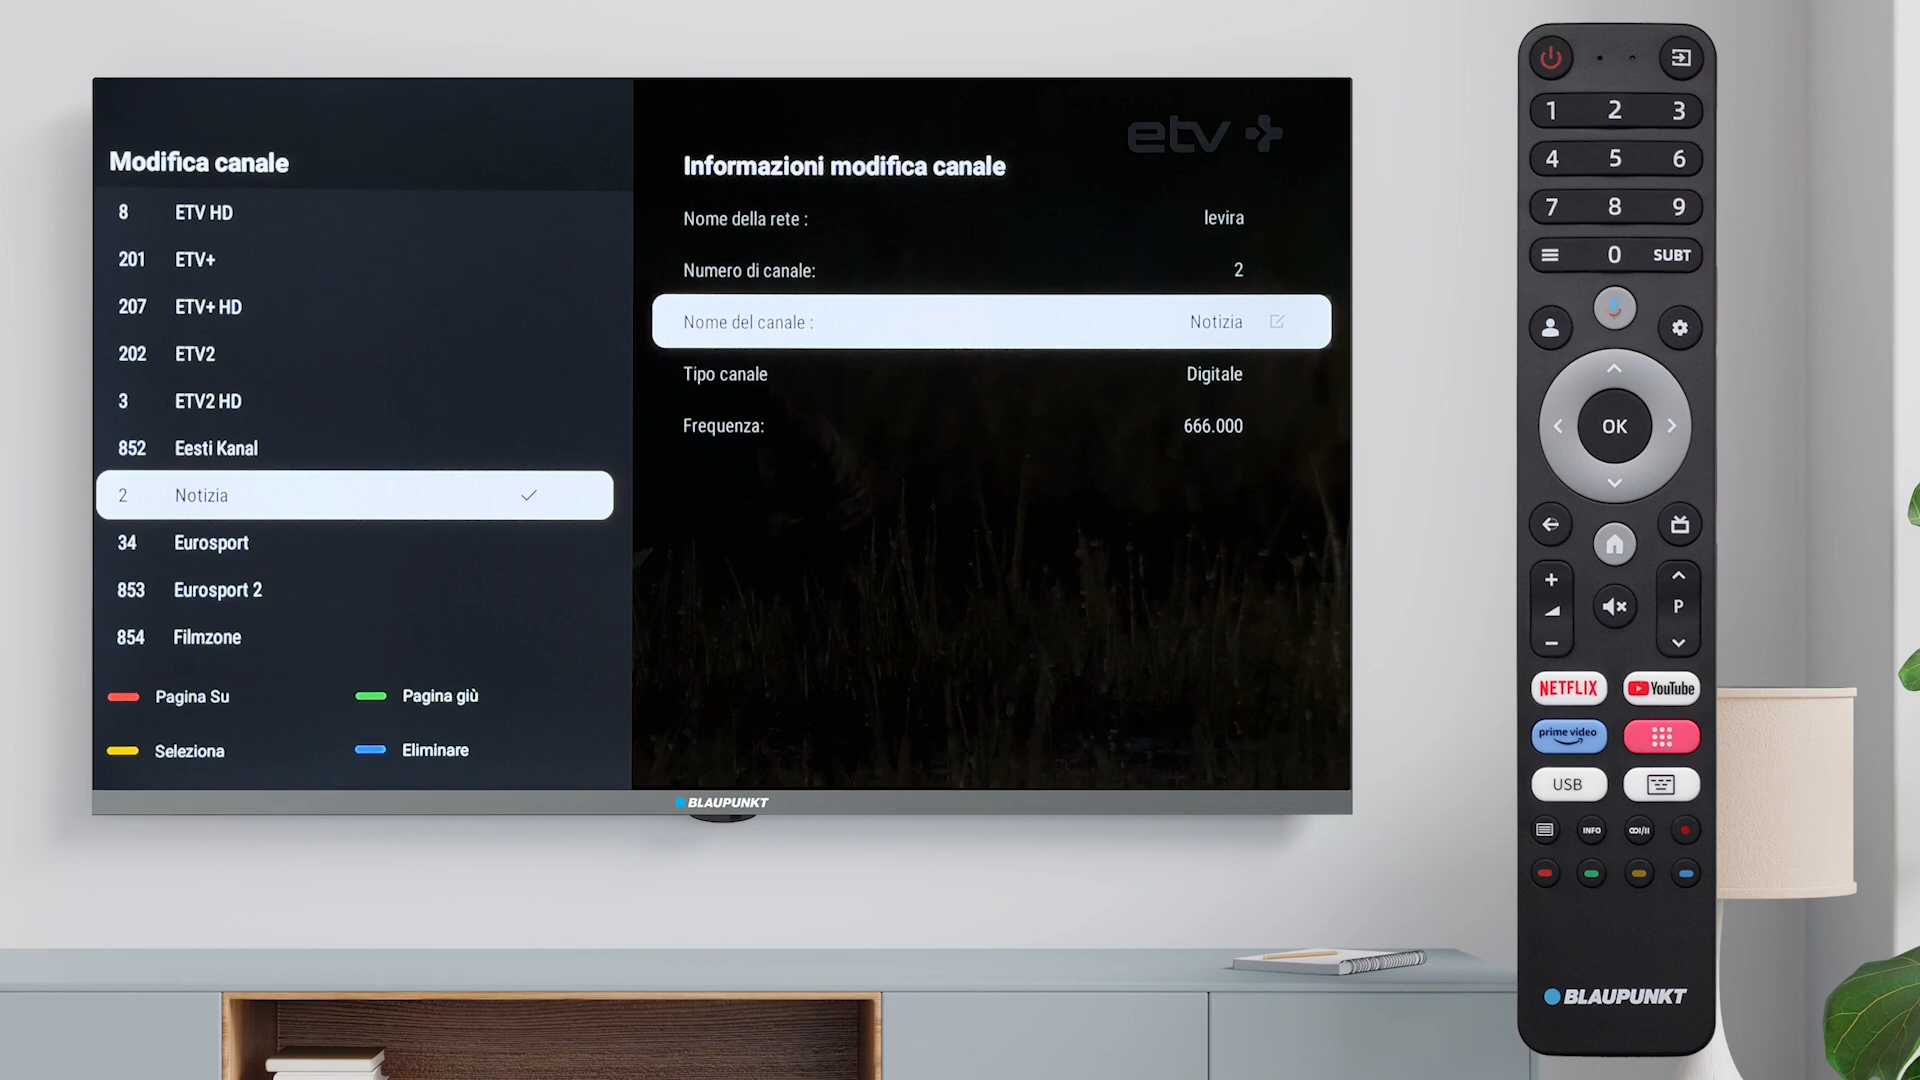 Modifica canale
8 ETV HD
201 ETV+
207 ETV+ HD
202 ETV2
3 ETV2 HD
852 Eesti Kanal
2 Notizia
34 Eurosport
853 Eurosport 2
854 Filmzone
Pagina Su Pagina giù
Seleziona Eliminare
etv+
Informazioni modifica canale
Nome della rete : levira
Numero di canale: 2
Nome del canale : Notizia
Tipo canale Digitale
Frequenza: 666.000
BLAUPUNKT
1 2 3
4 5 6
7 8 9
0 SUBT
OK
+ P −
NETFLIX YouTube
prime video
USB
INFO
BLAUPUNKT